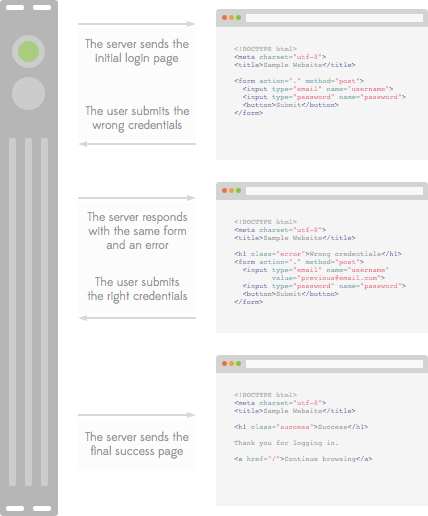 The server sends the
initial login page
The user submits the
wrong credentials
<!DOCTYPE html>
<meta charset="utf-8">
<title>Sample Website</title>
<form action="." method="post">
<input type="email" name="username">
<input type="password" name="password">
<button>Submit</button>
</form>
The server responds
with the same form
and an error
The user submits
the right credentials
<!DOCTYPE html>
<meta charset="utf-8">
<title>Sample Website</title>
<h1 class="error">Wrong credentials</h1>
<form action="." method="post">
<input type="email" name="username"
value="previous@email.com">
<input type="password" name="password">
<button>Submit</button>
</form>
The server sends the
final success page
<!DOCTYPE html>
<meta charset="utf-8">
<title>Sample Website</title>
<h1 class="success">Success</h1>
Thank you for logging in.
<a href="/">Continue browsing</a>